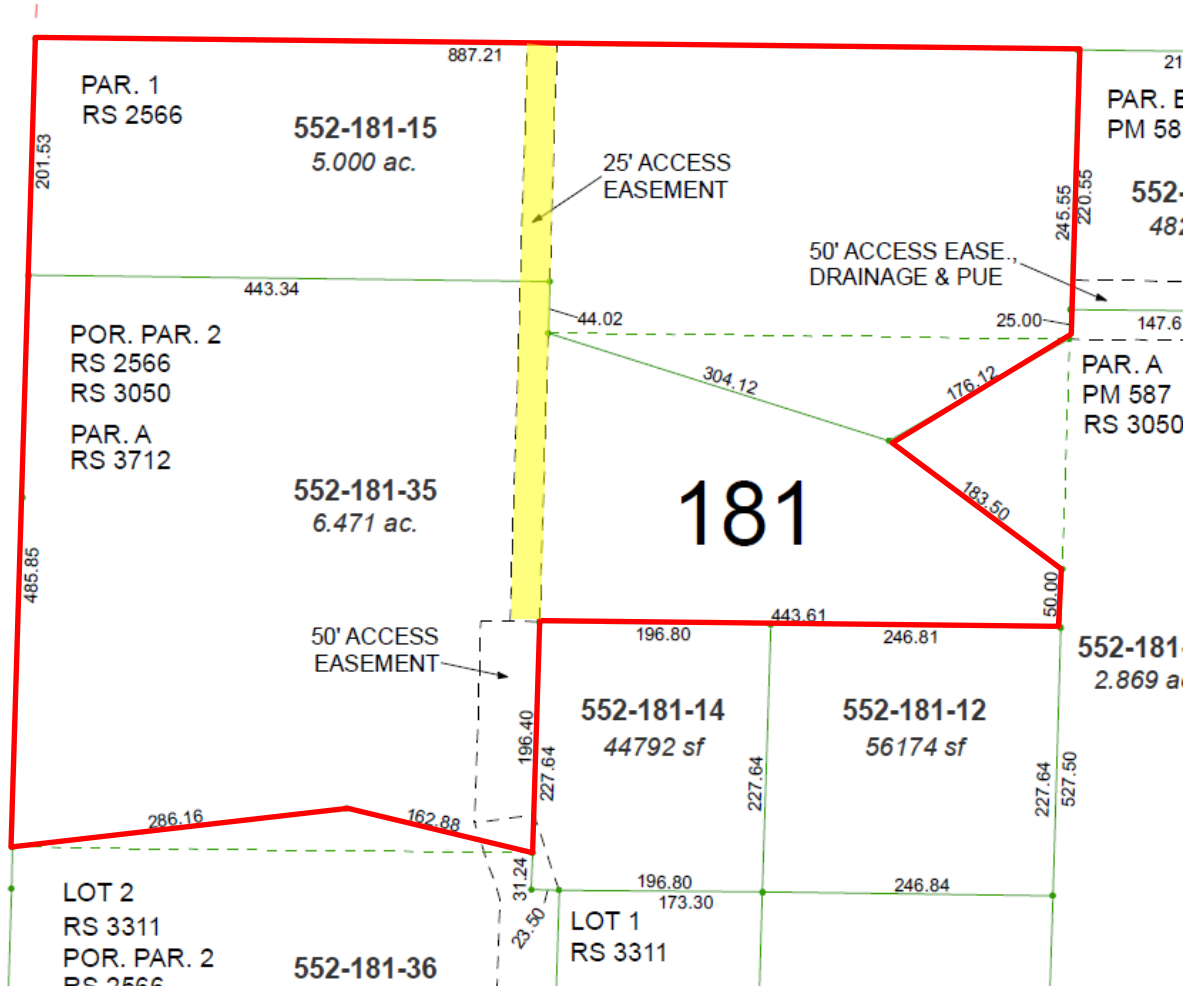 887.21
21
PAR. 1
RS 2566
201.53
552-181-15
5.000 ac.
25' ACCESS
EASEMENT
PM 58
245.55
220.55
552-
482
50' ACCESS EASE.,
DRAINAGE & PUE
443.34
44.02
25.00
147.6
POR. PAR. 2
RS 2566
RS 3050
PAR. A
RS 3712
304.12
176.12
PAR. A
PM 587
RS 3050
552-181-35
6.471 ac.
181
183.50
485.85
50.00
443.61
50' ACCESS
EASEMENT
196.80
246.81
552-181-
2.869 ac
196.40
227.64
552-181-14
44792 sf
227.64
552-181-12
56174 sf
227.64
527.50
286.16
162.88
31.24
23.50
196.80
173.30
246.84
LOT 2
RS 3311
POR. PAR. 2
RS 2566
552-181-36
LOT 1
RS 3311